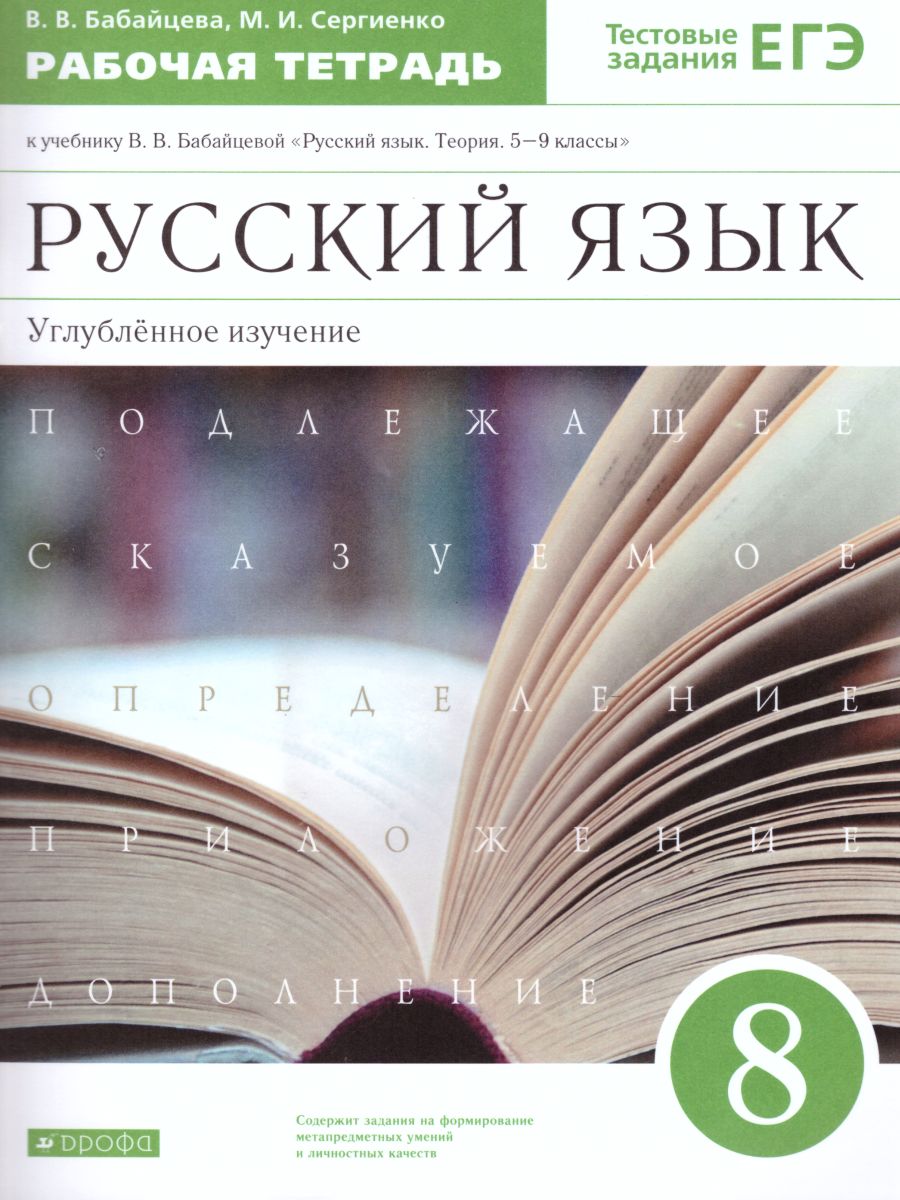 В. В. Бабайцева, М. И. Сергиенко
РАБОЧАЯ ТЕТРАДЬ
Тестовые
задания ЕГЭ
к учебнику В. В. Бабайцевой «Русский язык. Теория. 5–9 классы»
РУССКИЙ ЯЗЫК
Углублённое изучение
ПОДЛЕЖАЩЕЕ
СКАЗУЕМОЕ
ОПРЕДЕЛЕНИЕ
ПРИЛОЖЕНИЕ
ДОПОЛНЕНИЕ
8
дрофа
Содержит задания на формирование
метапредметных умений
и личностных качеств